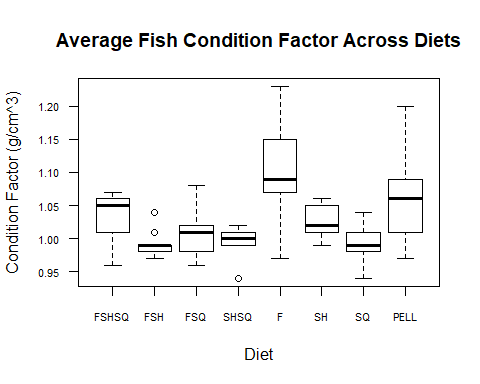 Average Fish Condition Factor Across Diets
Condition Factor (g/cm^3)
1.20
1.15
1.10
1.05
1.00
0.95
FSHSQ FSH FSQ SHSQ F SH SQ PELL
Diet